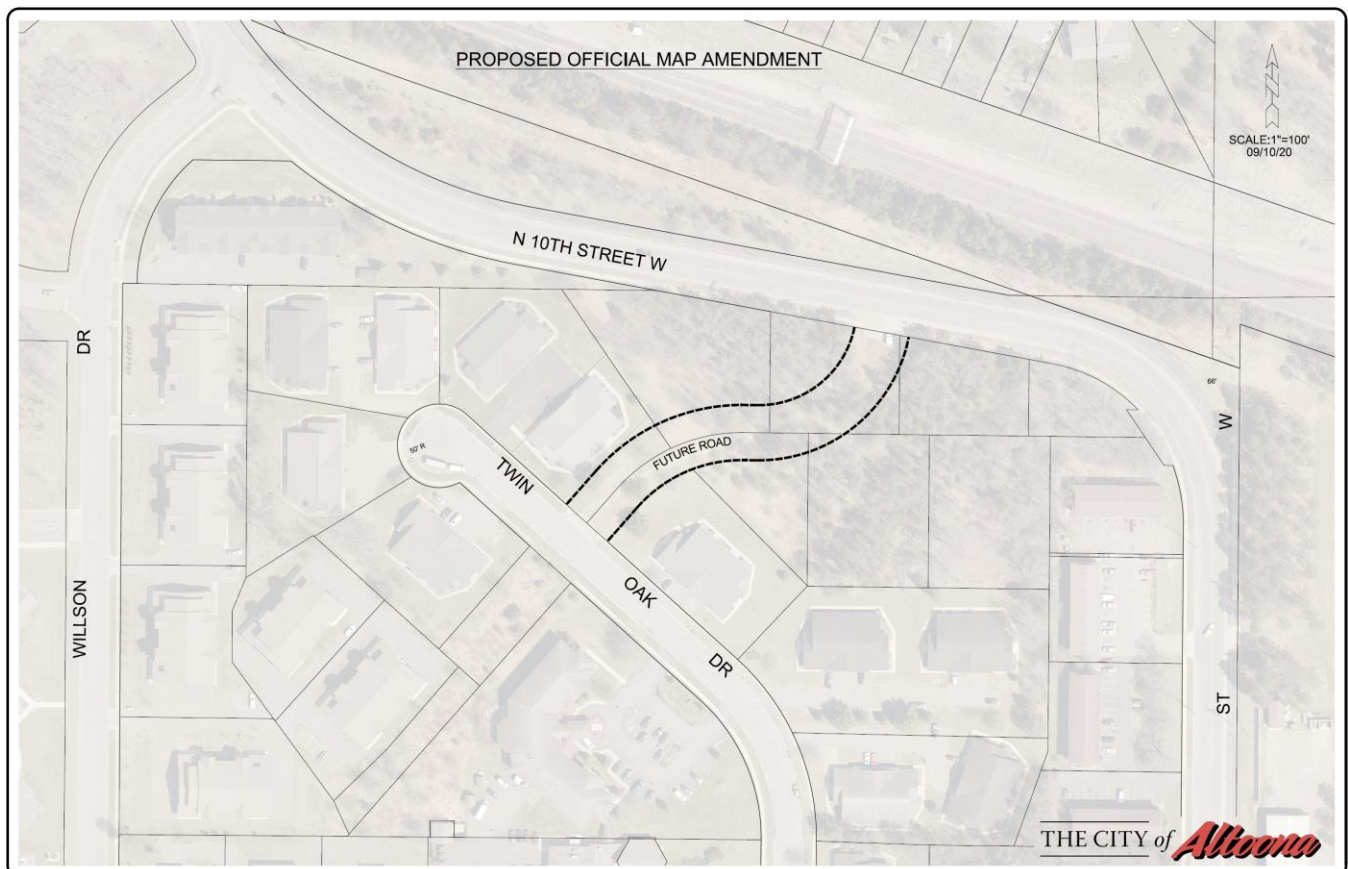 PROPOSED OFFICIAL MAP AMENDMENT
SCALE:1"=100'
09/10/20
N 10TH STREET W
DR
WILLSON
66'
W
ST
50' R
TWIN
OAK
DR
FUTURE ROAD
THE CITY of Altoona